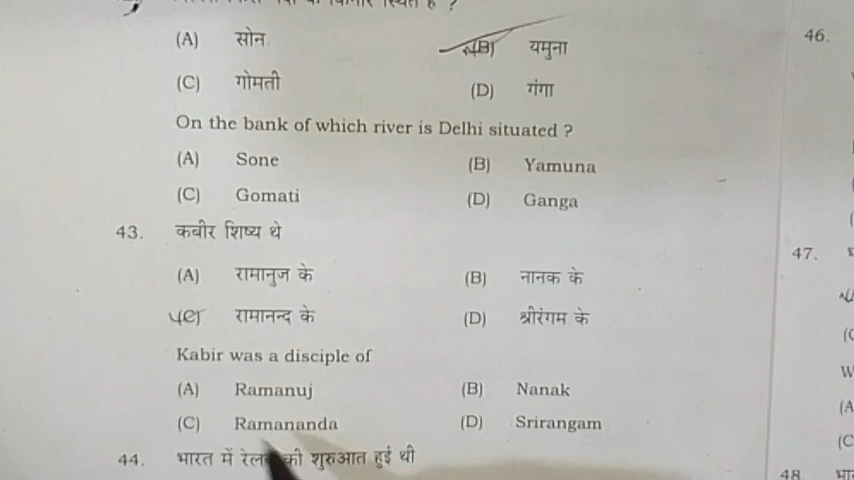 स्थित है ?
(A) सोन (B) यमुना
(C) गोमती (D) गंगा
On the bank of which river is Delhi situated ?
(A) Sone (B) Yamuna
(C) Gomati (D) Ganga
43. कबीर शिष्य थे
(A) रामानुज के (B) नानक के
रामानन्द के (D) श्रीरंगम के
Kabir was a disciple of
(A) Ramanuj (B) Nanak
(C) Ramananda (D) Srirangam
44. भारत में की शुरुआत हुई थी
46.
47.
(C
W
(A
(C
48